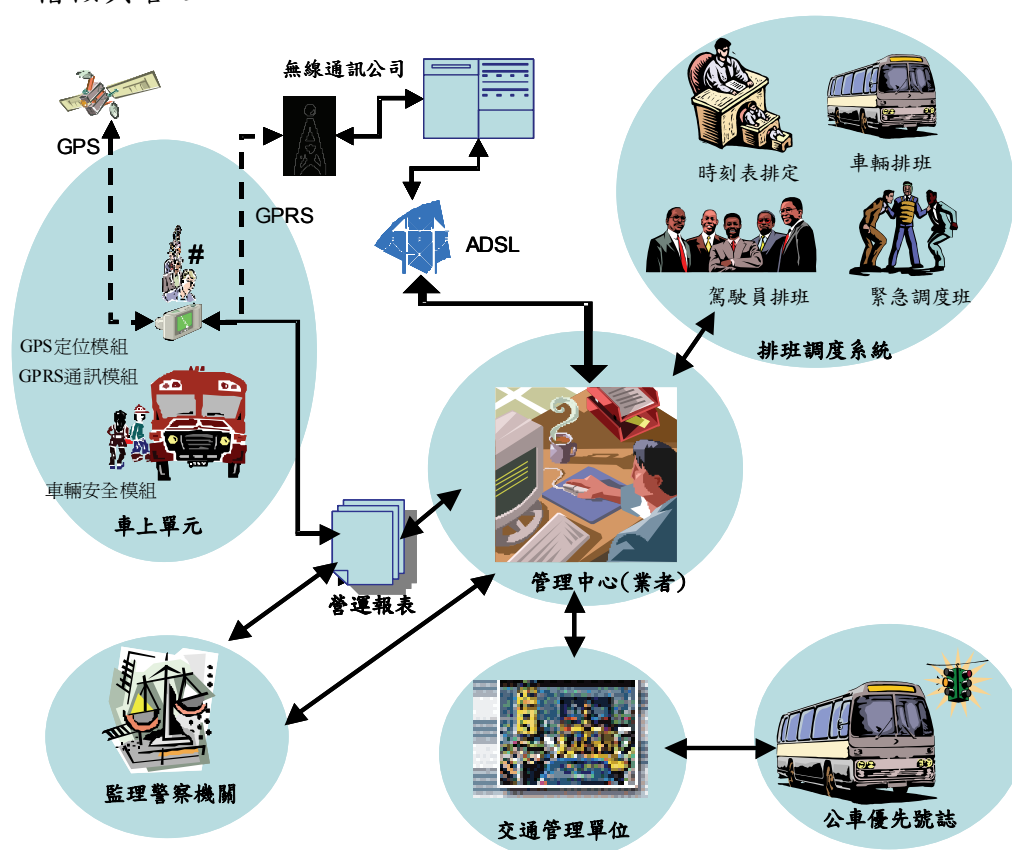 無線通訊公司
GPS
GPRS
ADSL
#
GPS定位模組
GPRS通訊模組
車輛安全模組
車上單元
時刻表排定
車輛排班
駕駛員排班
緊急調度班
排班調度系統
營運報表
管理中心(業者)
監理警察機關
交通管理單位
公車優先號誌